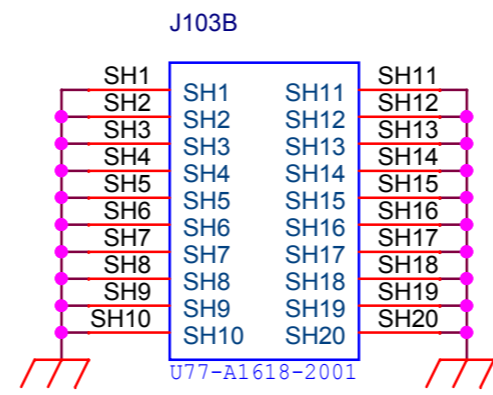 J103B
SH1 SH1 SH11 SH11
SH2 SH2 SH12 SH12
SH3 SH3 SH13 SH13
SH4 SH4 SH14 SH14
SH5 SH5 SH15 SH15
SH6 SH6 SH16 SH16
SH7 SH7 SH17 SH17
SH8 SH8 SH18 SH18
SH9 SH9 SH19 SH19
SH10 SH10 SH20 SH20
U77-A1618-2001